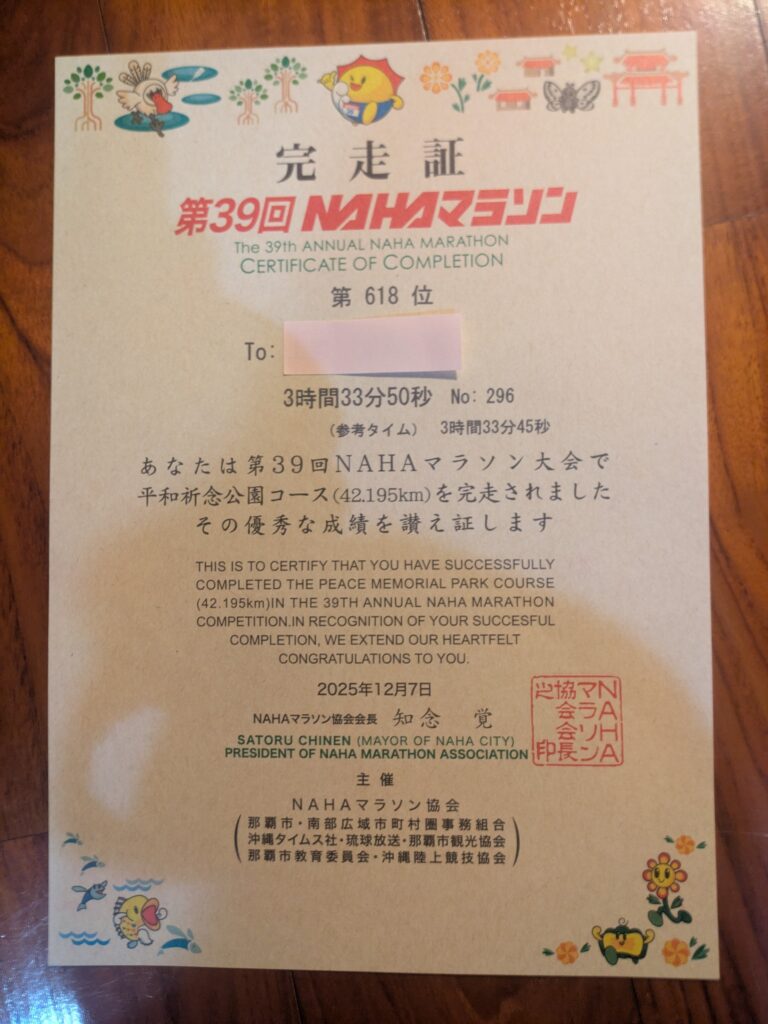 完走証
第39回 NAHAマラソン
The 39th ANNUAL NAHA MARATHON
CERTIFICATE OF COMPLETION
第 618 位
To:
3時間33分50秒 No: 296
(参考タイム) 3時間33分45秒
あなたは第39回NAHAマラソン大会で
平和祈念公園コース(42.195km)を完走されました
その優秀な成績を讃え証します
THIS IS TO CERTIFY THAT YOU HAVE SUCCESSFULLY
COMPLETED THE PEACE MEMORIAL PARK COURSE
(42.195km)IN THE 39TH ANNUAL NAHA MARATHON
COMPETITION.IN RECOGNITION OF YOUR SUCCESFUL
COMPLETION, WE EXTEND OUR HEARTFELT
CONGRATULATIONS TO YOU.
2025年12月7日
NAHAマラソン協会会長 知念 覚
SATORU CHINEN (MAYOR OF NAHA CITY)
PRESIDENT OF NAHA MARATHON ASSOCIATION
NAHA
マラソン
協会会長
之印
主催
NAHAマラソン協会
那覇市・南部広域市町村圏事務組合
沖縄タイムス社・琉球放送・那覇市観光協会
那覇市教育委員会・沖縄陸上競技協会